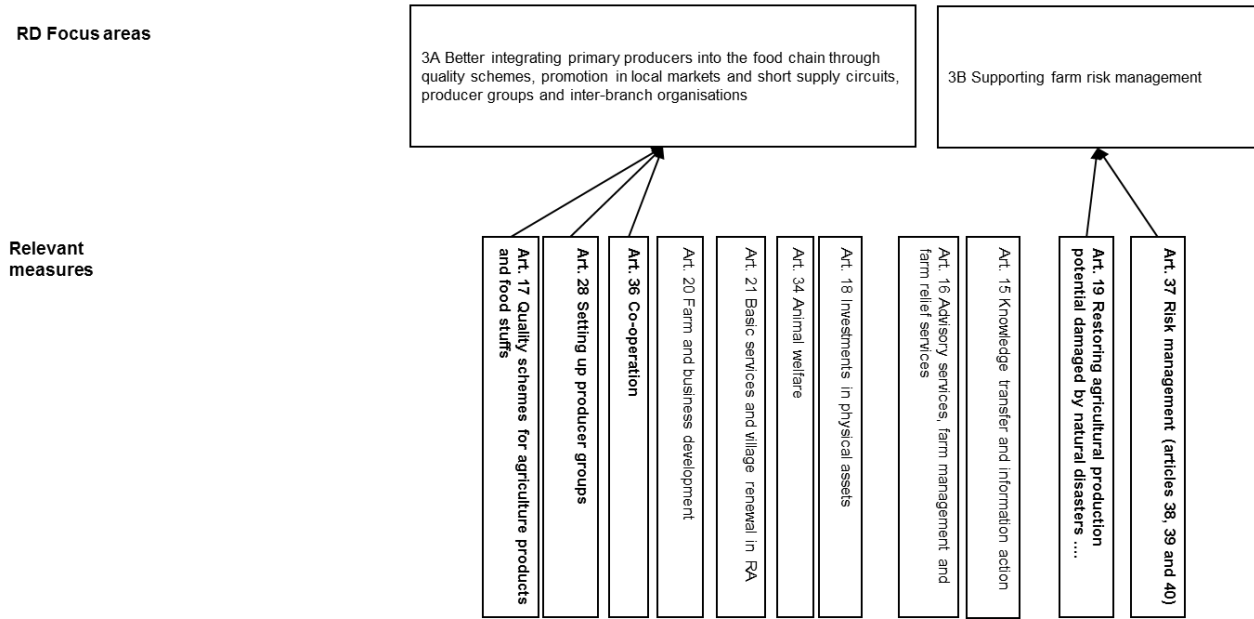 RD Focus areas
3A Better integrating primary producers into the food chain through
quality schemes, promotion in local markets and short supply circuits,
producer groups and inter-branch organisations
3B Supporting farm risk management
Relevant
measures
Art. 17 Quality schemes for agriculture products
and food stuffs
Art. 28 Setting up producer groups
Art. 36 Co-operation
Art. 20 Farm and business development
Art. 21 Basic services and village renewal in RA
Art. 34 Animal welfare
Art. 18 Investments in physical assets
Art. 16 Advisory services, farm management and
farm relief services
Art. 15 Knowledge transfer and information action
Art. 19 Restoring agricultural production
potential damaged by natural disasters ....
Art. 37 Risk management (articles 38, 39 and 40)